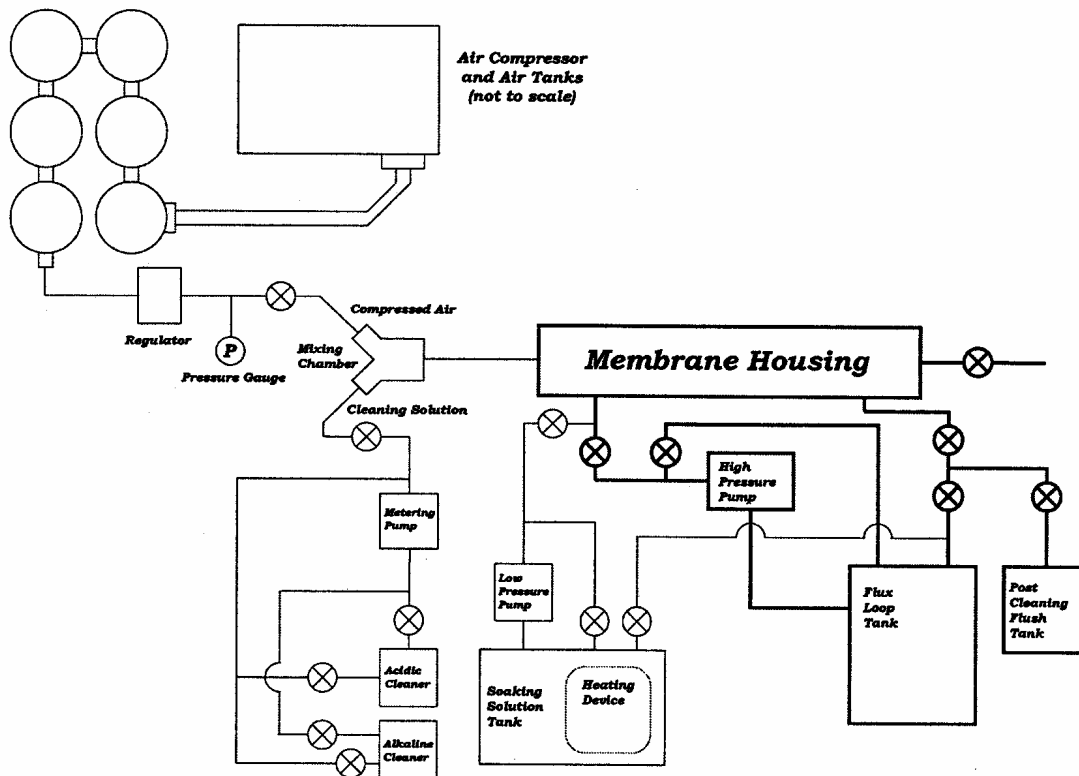 Air Compressor
and Air Tanks
(not to scale)
Compressed Air
Regulator
Mixing
Chamber
P
Pressure Gauge
Membrane Housing
Cleaning Solution
High
Pressure
Pump
Metering
Pump
Low
Pressure
Pump
Flux
Loop
Tank
Post
Cleaning
Flush
Tank
Acidic
Cleaner
Soaking
Solution
Tank
Heating
Device
Alkaline
Cleaner